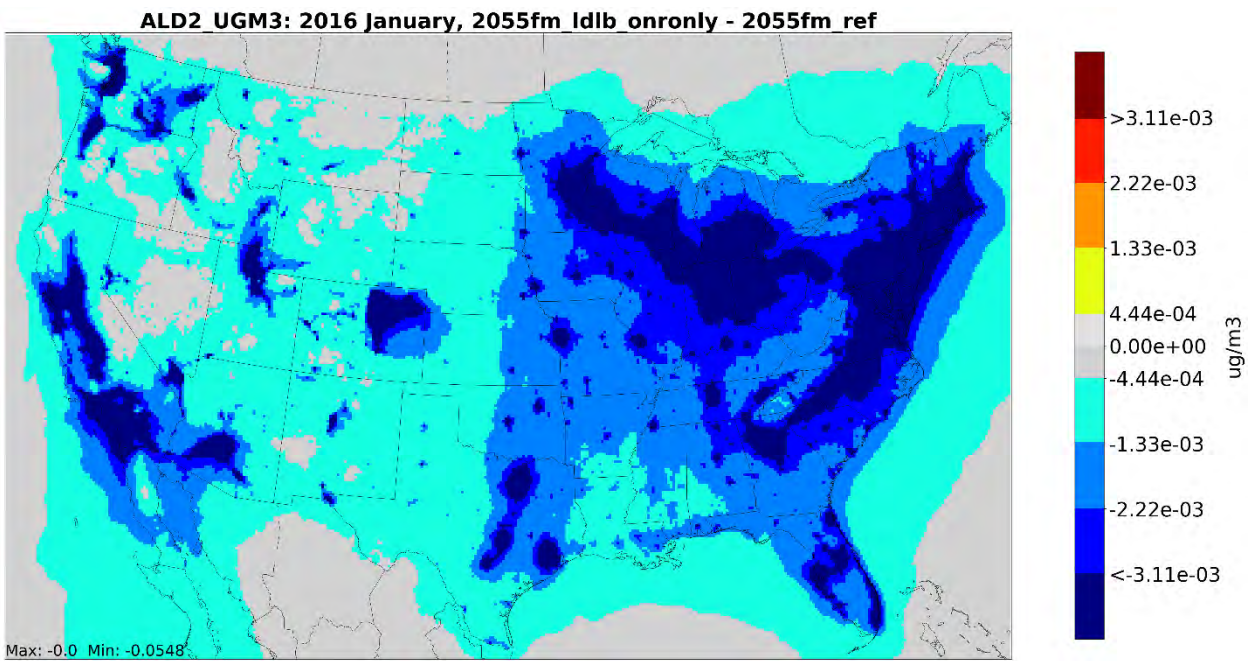 ALD2_UGM3: 2016 January, 2055fm_ldlb_onronly - 2055fm_ref
>3.11e-03
2.22e-03
1.33e-03
4.44e-04
0.00e+00
-4.44e-04
-1.33e-03
-2.22e-03
<-3.11e-03
ug/m3
Max: -0.0 Min: -0.0548